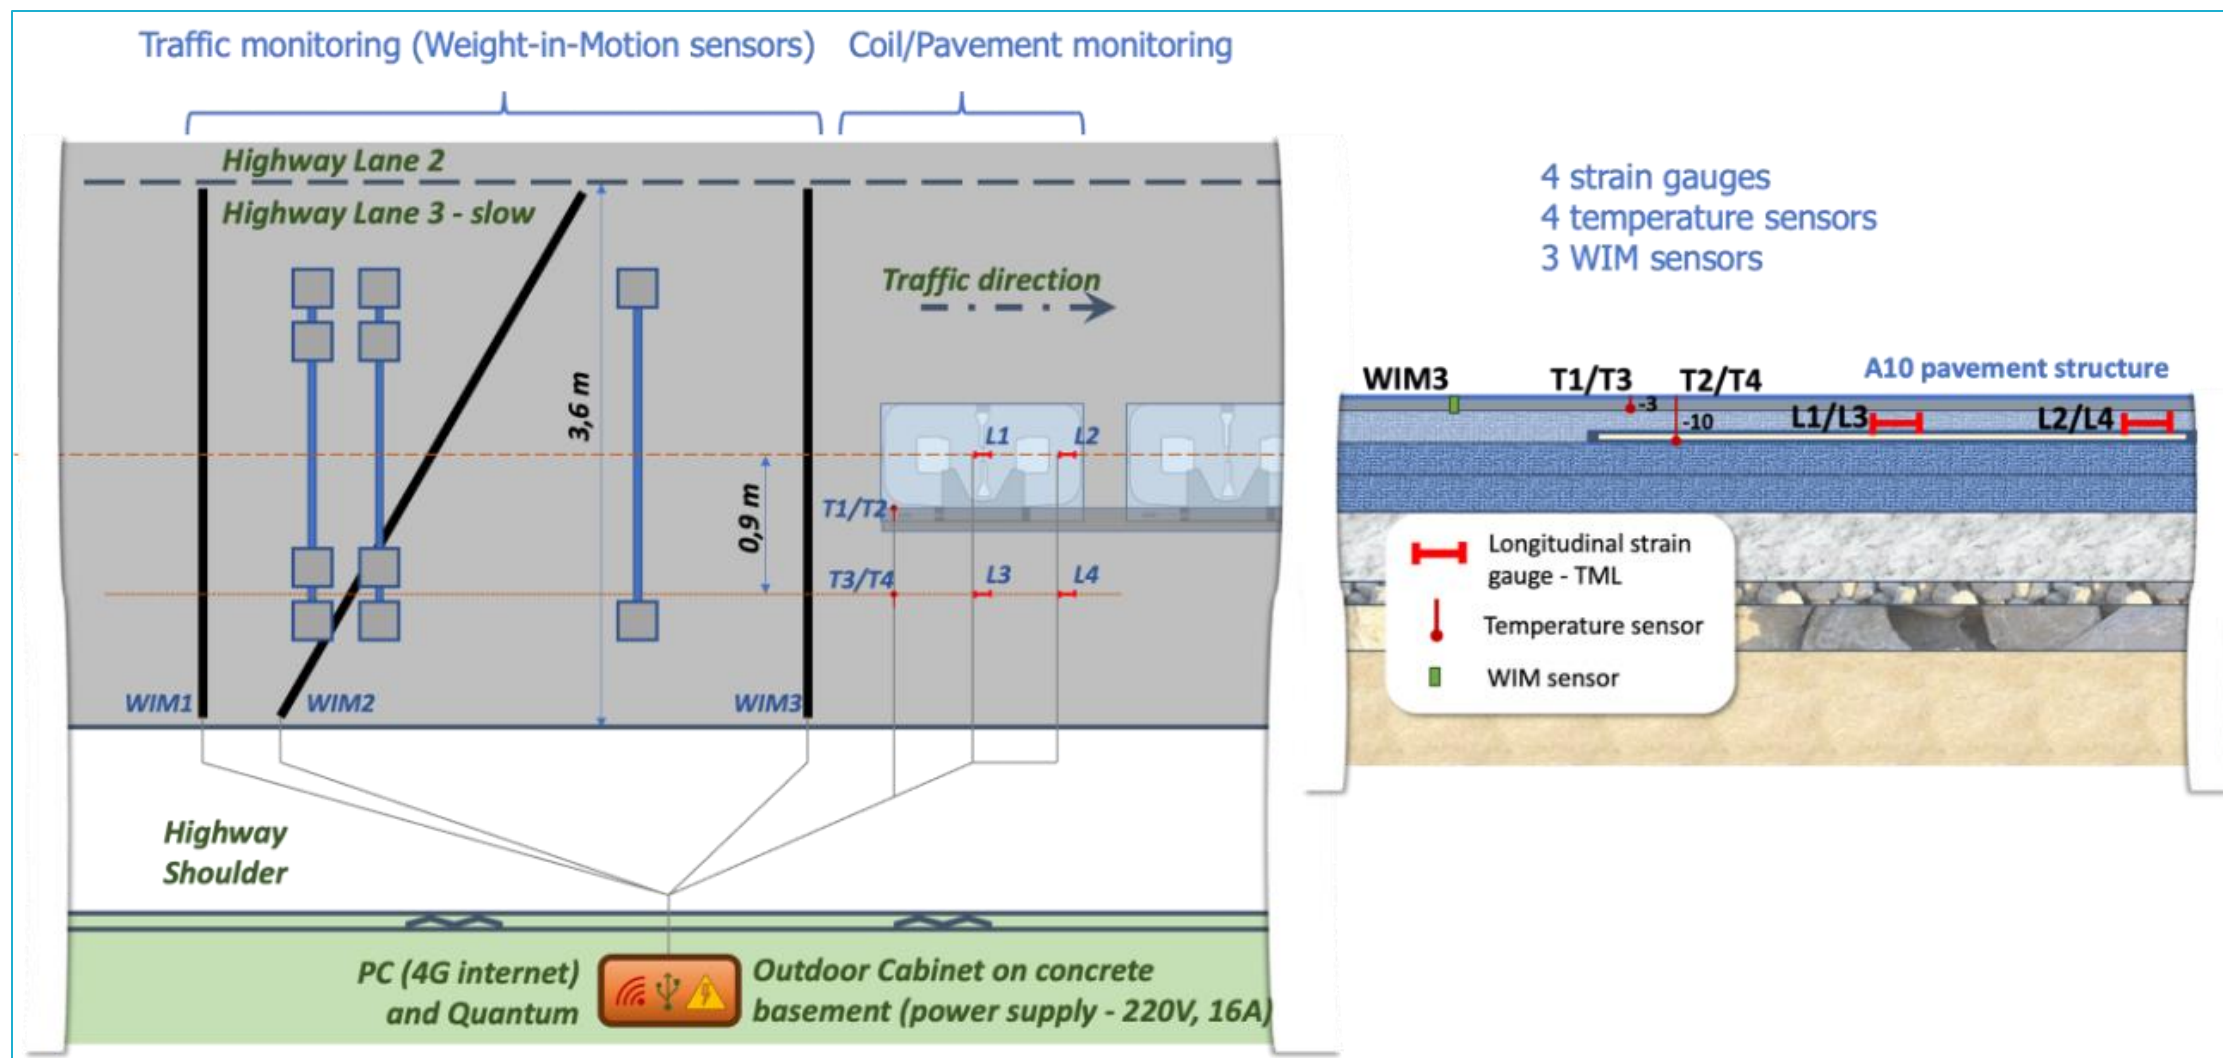 Traffic monitoring (Weight-in-Motion sensors)
Coil/Pavement monitoring
Highway Lane 2
Highway Lane 3 - slow
Traffic direction
3,6 m
0,9 m
L1
L2
T1/T2
T3/T4
L3
L4
WIM1
WIM2
WIM3
Highway
Shoulder
PC (4G internet)
and Quantum
Outdoor Cabinet on concrete
basement (power supply - 220V, 16A)
4 strain gauges
4 temperature sensors
3 WIM sensors
WIM3
T1/T3
T2/T4
A10 pavement structure
-3
-10
L1/L3
L2/L4
Longitudinal strain
gauge - TML
Temperature sensor
WIM sensor